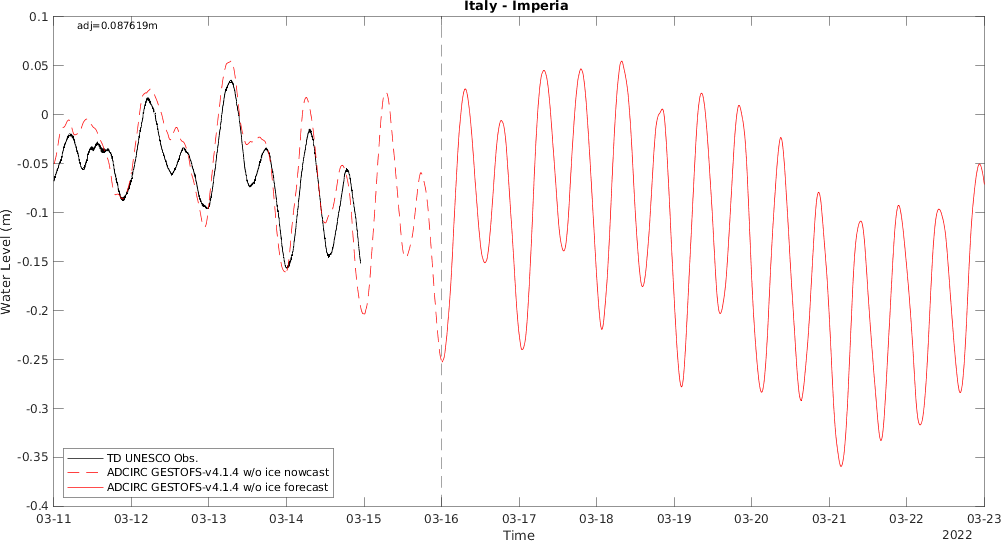 Italy - Imperia
adj=0.087619m
0.1
0.05
0
-0.05
-0.1
-0.15
-0.2
-0.25
-0.3
-0.35
-0.4
Water Level (m)
TD UNESCO Obs.
ADCIRC GESTOFS-v4.1.4 w/o ice nowcast
ADCIRC GESTOFS-v4.1.4 w/o ice forecast
03-11 03-12 03-13 03-14 03-15 03-16 03-17 03-18 03-19 03-20 03-21 03-22 03-23
Time
2022